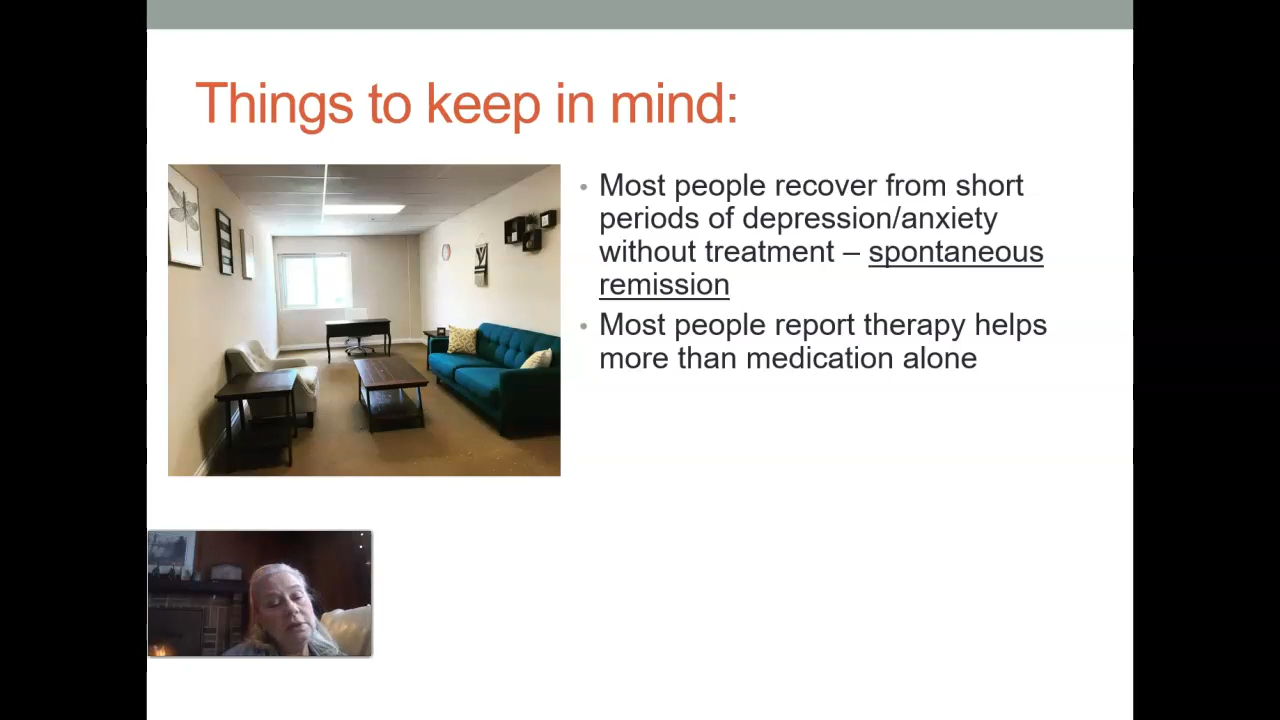 Things to keep in mind:
• Most people recover from short
periods of depression/anxiety
without treatment – spontaneous
remission
• Most people report therapy helps
more than medication alone